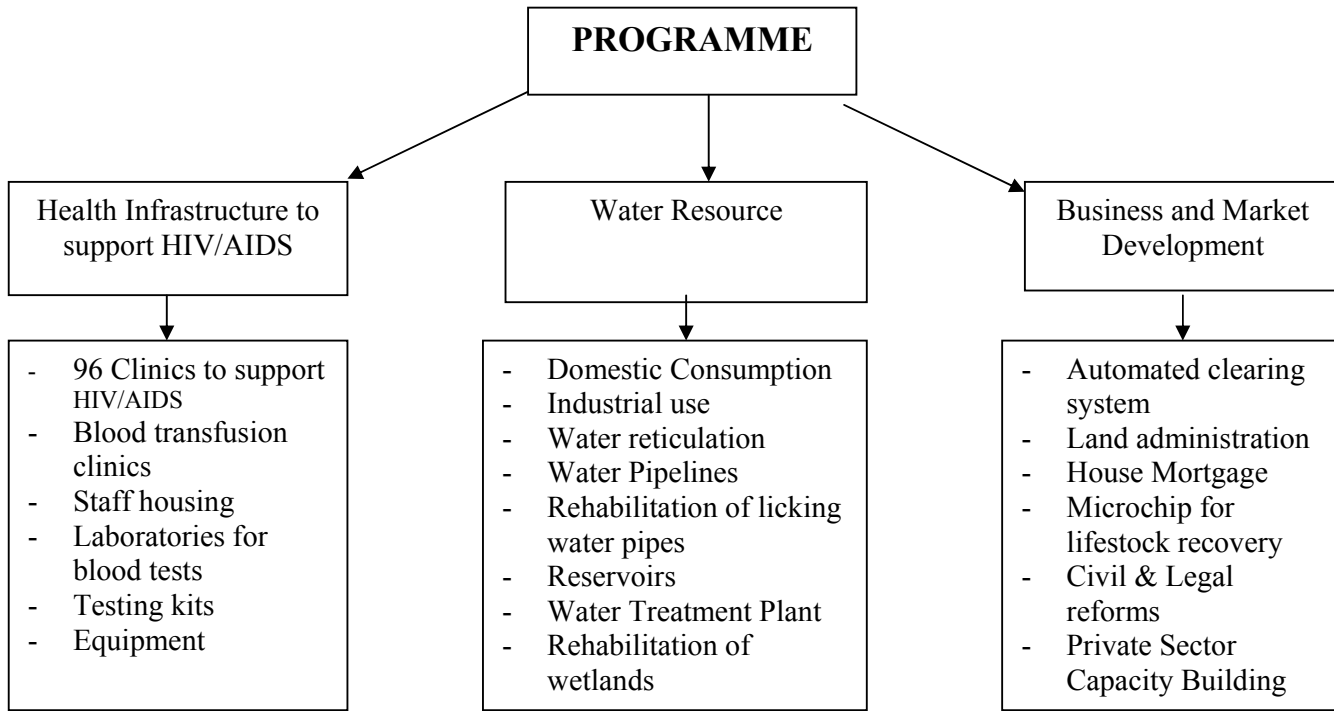 PROGRAMME
Health Infrastructure to
support HIV/AIDS
Water Resource
Business and Market
Development
- 96 Clinics to support
HIV/AIDS
- Blood transfusion
clinics
- Staff housing
- Laboratories for
blood tests
- Testing kits
- Equipment
- Domestic Consumption
- Industrial use
- Water reticulation
- Water Pipelines
- Rehabilitation of licking
water pipes
- Reservoirs
- Water Treatment Plant
- Rehabilitation of
wetlands
- Automated clearing
system
- Land administration
- House Mortgage
- Microchip for
lifestock recovery
- Civil & Legal
reforms
- Private Sector
Capacity Building